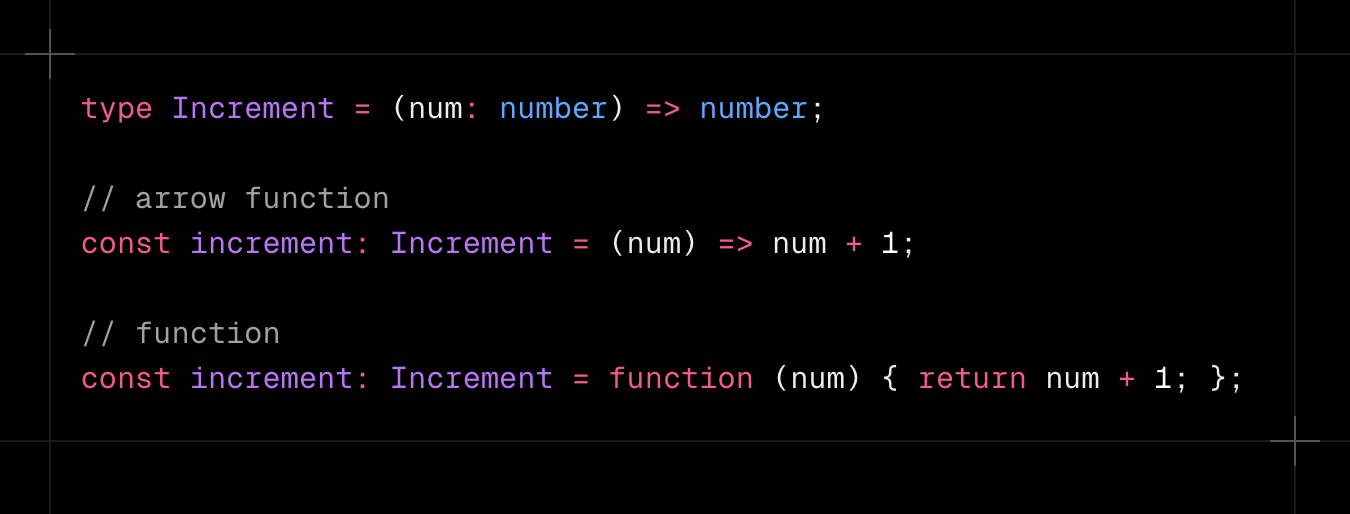 type Increment = (num: number) => number;
// arrow function
const increment: Increment = (num) => num + 1;
// function
const increment: Increment = function (num) { return num + 1; };